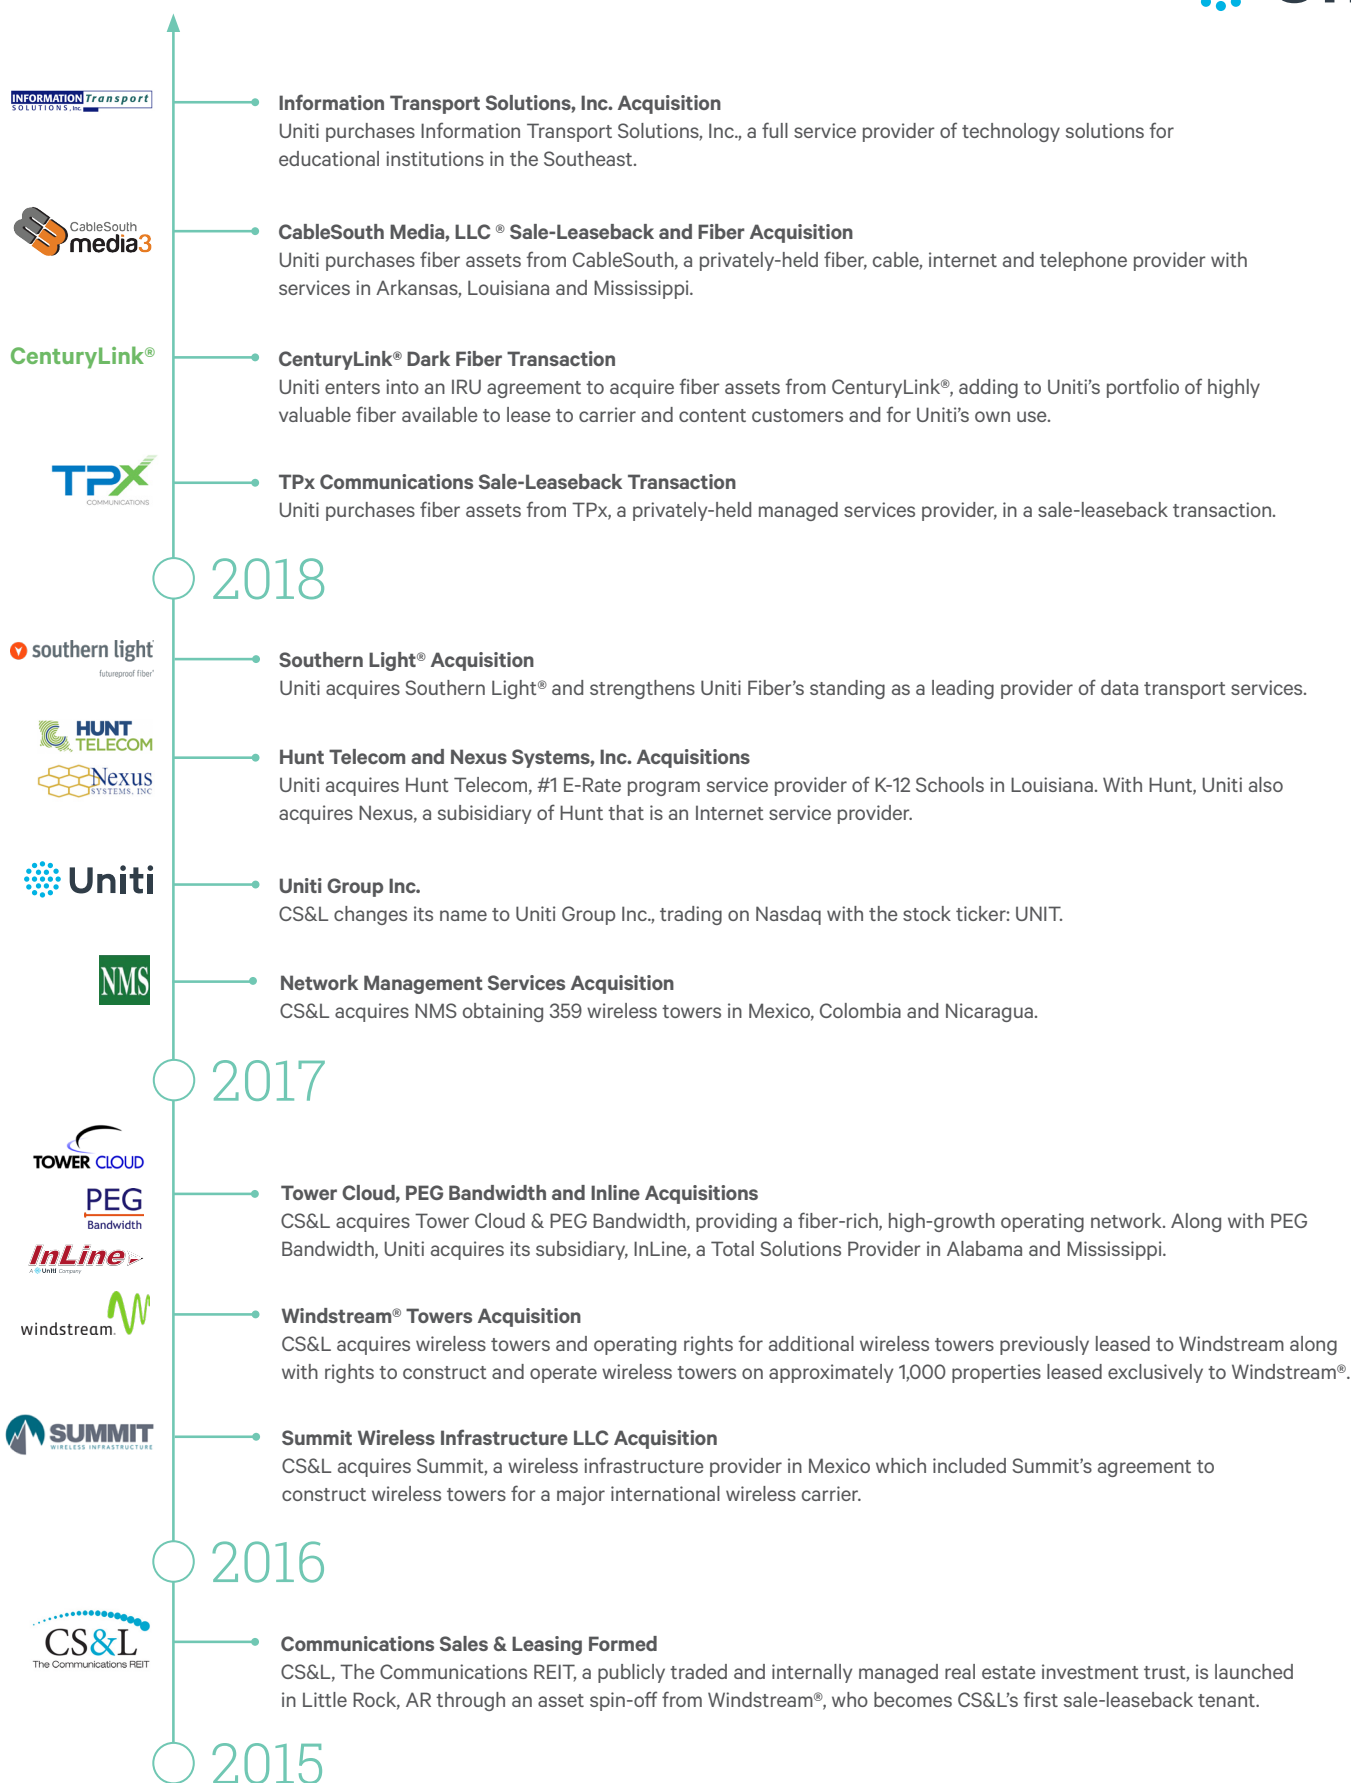 INFORMATION Transport
SOLUTIONS, Inc.
Information Transport Solutions, Inc. Acquisition
Uniti purchases Information Transport Solutions, Inc., a full service provider of technology solutions for
educational institutions in the Southeast.
CableSouth
media3
CableSouth Media, LLC ® Sale-Leaseback and Fiber Acquisition
Uniti purchases fiber assets from CableSouth, a privately-held fiber, cable, internet and telephone provider with
services in Arkansas, Louisiana and Mississippi.
CenturyLink®
CenturyLink® Dark Fiber Transaction
Uniti enters into an IRU agreement to acquire fiber assets from CenturyLink®, adding to Uniti’s portfolio of highly
valuable fiber available to lease to carrier and content customers and for Uniti’s own use.
TPX
COMMUNICATIONS
TPx Communications Sale-Leaseback Transaction
Uniti purchases fiber assets from TPx, a privately-held managed services provider, in a sale-leaseback transaction.
2018
southern light
futureproof fiber
Southern Light® Acquisition
Uniti acquires Southern Light® and strengthens Uniti Fiber’s standing as a leading provider of data transport services.
HUNT
TELECOM
Nexus
SYSTEMS, INC
Hunt Telecom and Nexus Systems, Inc. Acquisitions
Uniti acquires Hunt Telecom, #1 E-Rate program service provider of K-12 Schools in Louisiana. With Hunt, Uniti also
acquires Nexus, a subisidiary of Hunt that is an Internet service provider.
Uniti
Uniti Group Inc.
CS&L changes its name to Uniti Group Inc., trading on Nasdaq with the stock ticker: UNIT.
NMS
Network Management Services Acquisition
CS&L acquires NMS obtaining 359 wireless towers in Mexico, Colombia and Nicaragua.
2017
TOWER CLOUD
PEG
Bandwidth
InLine
A Uniti Company
Tower Cloud, PEG Bandwidth and Inline Acquisitions
CS&L acquires Tower Cloud & PEG Bandwidth, providing a fiber-rich, high-growth operating network. Along with PEG
Bandwidth, Uniti acquires its subsidiary, InLine, a Total Solutions Provider in Alabama and Mississippi.
windstream.
Windstream® Towers Acquisition
CS&L acquires wireless towers and operating rights for additional wireless towers previously leased to Windstream along
with rights to construct and operate wireless towers on approximately 1,000 properties leased exclusively to Windstream®.
SUMMIT
WIRELESS INFRASTRUCTURE
Summit Wireless Infrastructure LLC Acquisition
CS&L acquires Summit, a wireless infrastructure provider in Mexico which included Summit’s agreement to
construct wireless towers for a major international wireless carrier.
2016
CS&L
The Communications REIT
Communications Sales & Leasing Formed
CS&L, The Communications REIT, a publicly traded and internally managed real estate investment trust, is launched
in Little Rock, AR through an asset spin-off from Windstream®, who becomes CS&L’s first sale-leaseback tenant.
2015